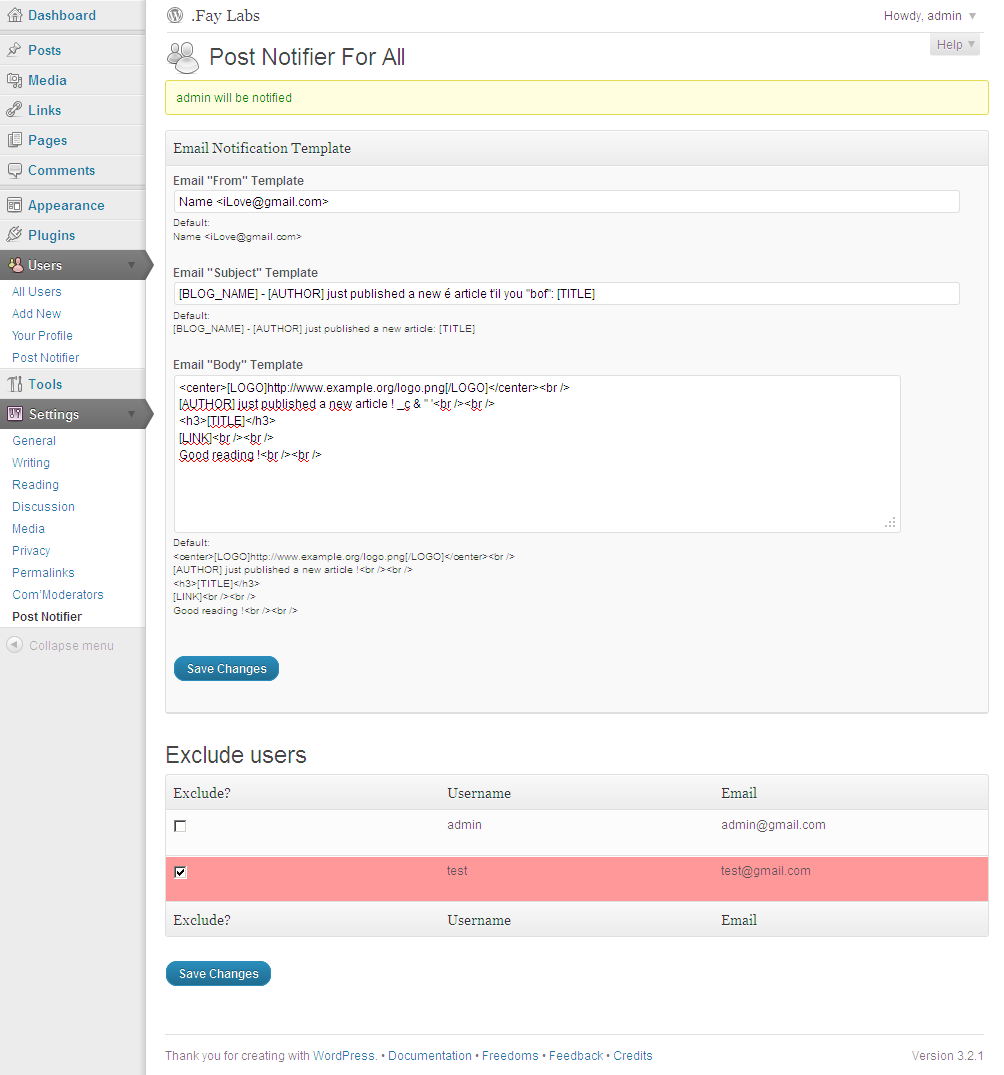 Dashboard
Posts
Media
Links
Pages
Comments
Appearance
Plugins
Users
All Users
Add New
Your Profile
Post Notifier
Tools
Settings
General
Writing
Reading
Discussion
Media
Privacy
Permalinks
Com'Moderators
Post Notifier
Collapse menu
.Fay Labs
Howdy, admin
Help
Post Notifier For All
admin will be notified
Email Notification Template
Email "From" Template
Name <iLove@gmail.com>
Default:
Name <iLove@gmail.com>
Email "Subject" Template
[BLOG_NAME] - [AUTHOR] just published a new é article t'il you "bof": [TITLE]
Default:
[BLOG_NAME] - [AUTHOR] just published a new article: [TITLE]
Email "Body" Template
<center>[LOGO]http://www.example.org/logo.png[/LOGO]</center><br />
[AUTHOR] just published a new article ! _ç & " '<br /><br />
<h3>[TITLE]</h3>
[LINK]<br /><br />
Good reading !<br /><br />
Default:
<center>[LOGO]http://www.example.org/logo.png[/LOGO]</center><br />
[AUTHOR] just published a new article !<br /><br />
<h3>[TITLE]</h3>
[LINK]<br /><br />
Good reading !<br /><br />
Save Changes
Exclude users
Exclude? Username Email
admin admin@gmail.com
test test@gmail.com
Exclude? Username Email
Save Changes
Thank you for creating with WordPress. • Documentation • Freedoms • Feedback • Credits
Version 3.2.1